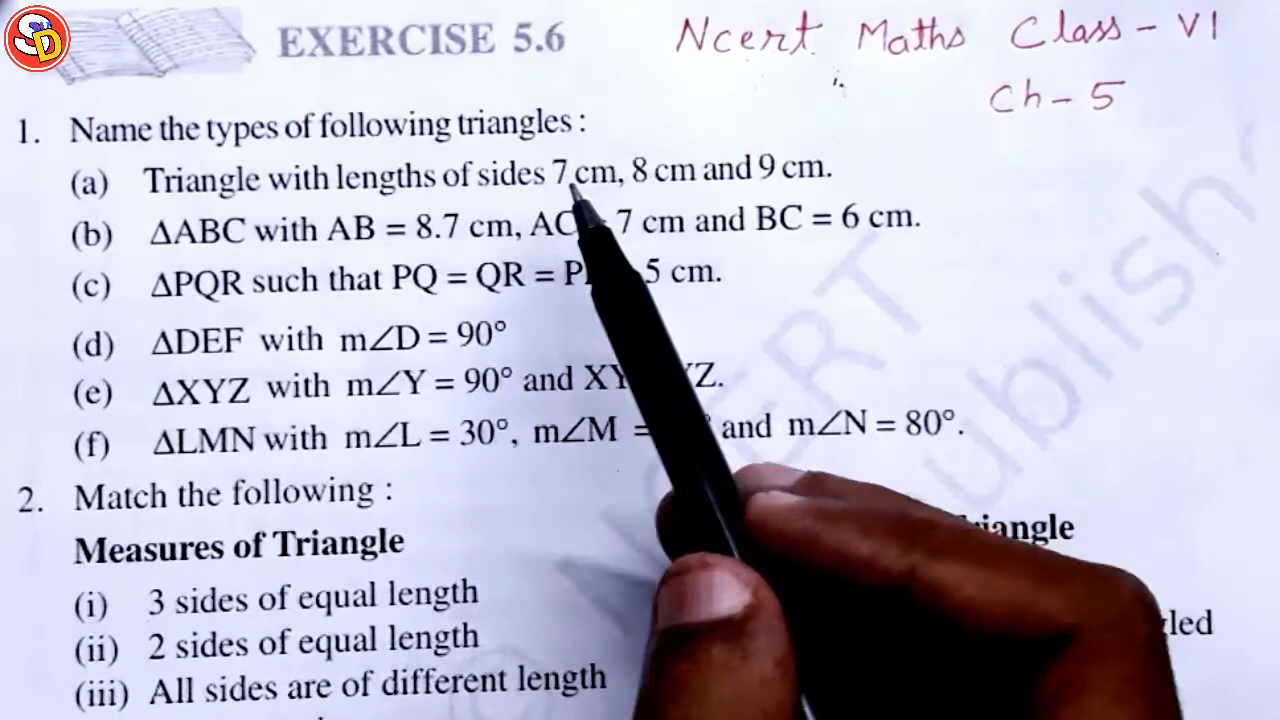 SD
EXERCISE 5.6
Ncert Maths Class - VI
Ch - 5
1. Name the types of following triangles :
(a) Triangle with lengths of sides 7 cm, 8 cm and 9 cm.
(b) ΔABC with AB = 8.7 cm, AC 7 cm and BC = 6 cm.
(c) ΔPQR such that PQ = QR = P 5 cm.
(d) ΔDEF with m∠D = 90°
(e) ΔXYZ with m∠Y = 90° and XY Z.
(f) ΔLMN with m∠L = 30°, m∠M = and m∠N = 80°.
2. Match the following :
Measures of Triangle
(i) 3 sides of equal length
(ii) 2 sides of equal length
(iii) All sides are of different length